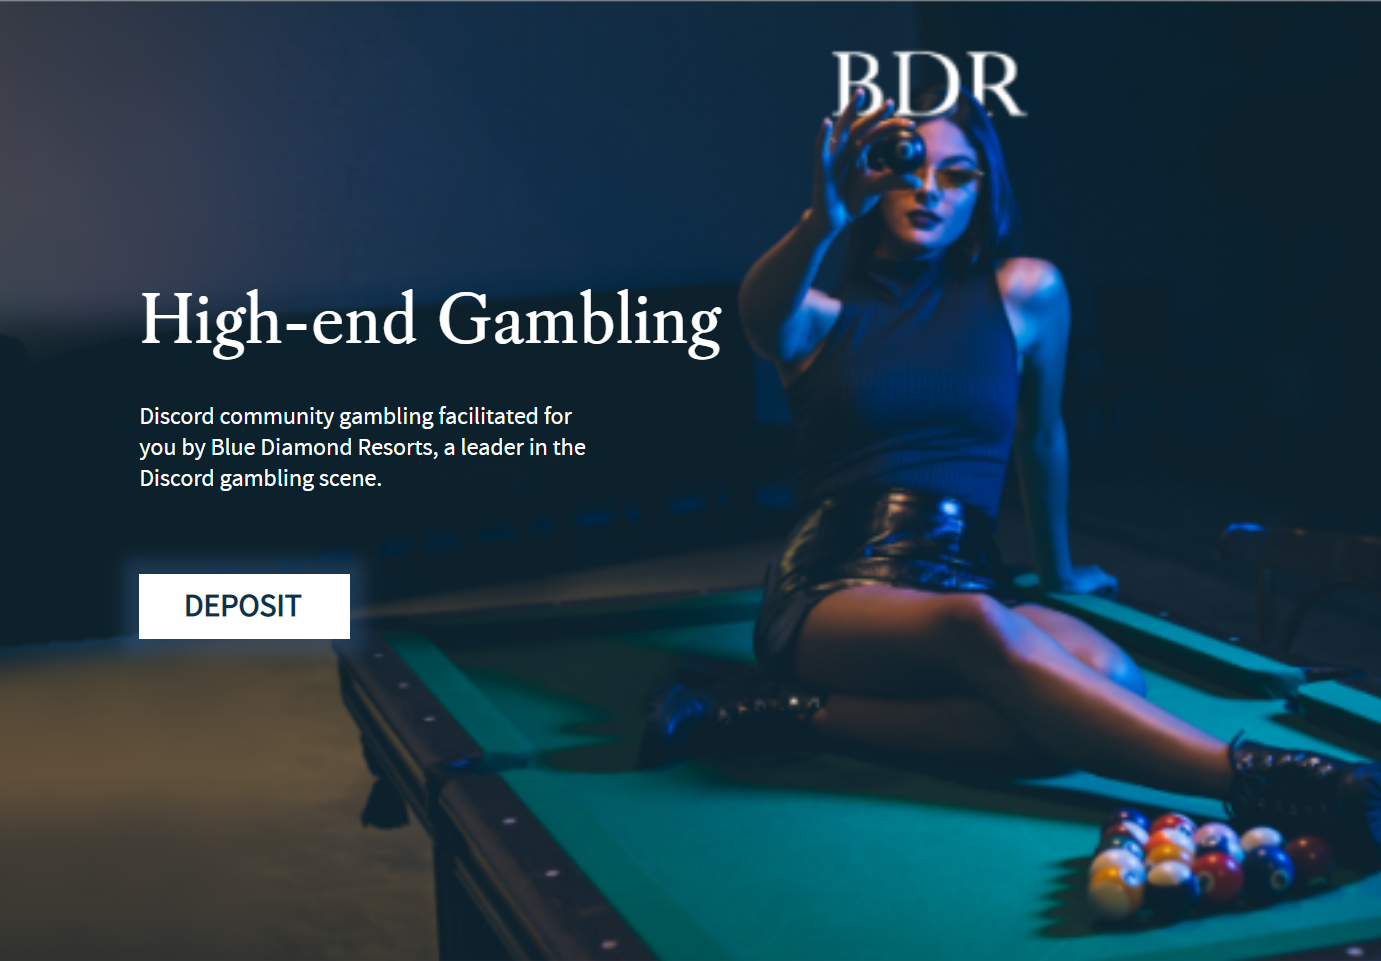 BDR
High-end Gambling
Discord community gambling facilitated for
you by Blue Diamond Resorts, a leader in the
Discord gambling scene.
DEPOSIT